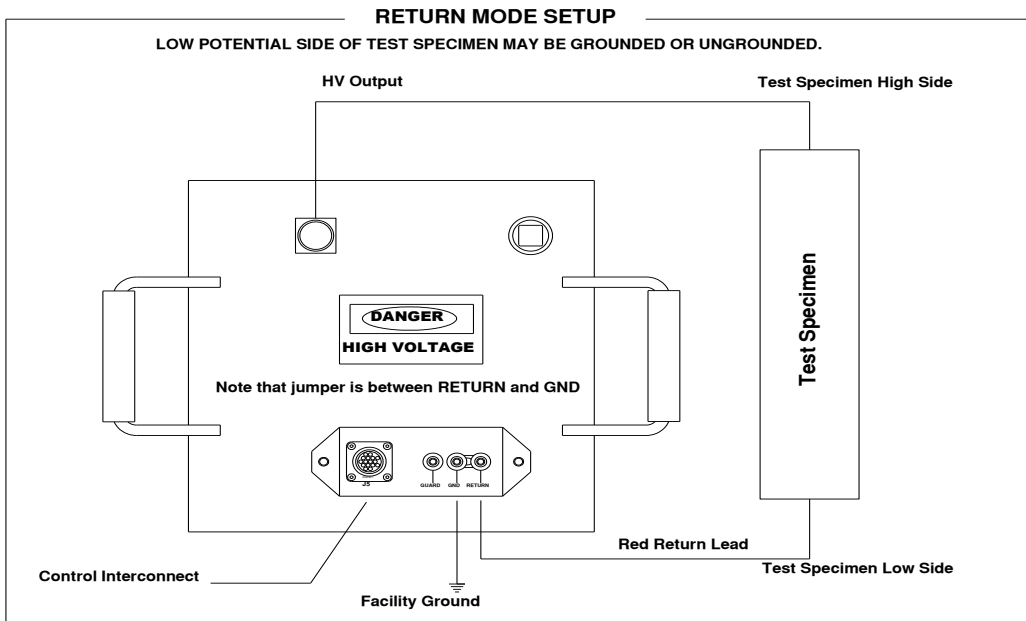 RETURN MODE SETUP
LOW POTENTIAL SIDE OF TEST SPECIMEN MAY BE GROUNDED OR UNGROUNDED.
HV Output
Test Specimen High Side
DANGER
HIGH VOLTAGE
Test Specimen
Note that jumper is between RETURN and GND
J5
GUARD GND RETURN
Red Return Lead
Test Specimen Low Side
Control Interconnect
Facility Ground